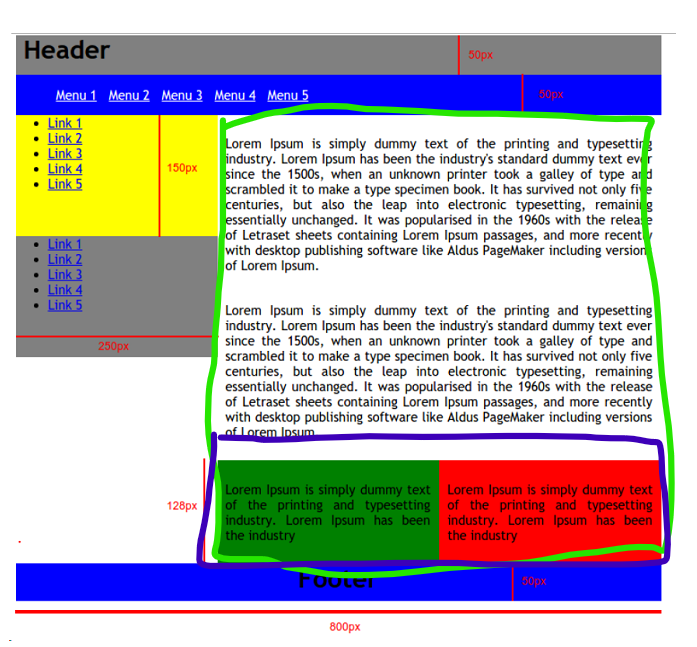 Header
50px
Menu 1 Menu 2 Menu 3 Menu 4 Menu 5
50px
Link 1
Link 2
Link 3
Link 4
Link 5
150px
Link 1
Link 2
Link 3
Link 4
Link 5
250px
Lorem Ipsum is simply dummy text of the printing and typesetting
industry. Lorem Ipsum has been the industry's standard dummy text ever
since the 1500s, when an unknown printer took a galley of type and
scrambled it to make a type specimen book. It has survived not only five
centuries, but also the leap into electronic typesetting, remaining
essentially unchanged. It was popularised in the 1960s with the release
of Letraset sheets containing Lorem Ipsum passages, and more recently
with desktop publishing software like Aldus PageMaker including versions
of Lorem Ipsum.
Lorem Ipsum is simply dummy text of the printing and typesetting
industry. Lorem Ipsum has been the industry's standard dummy text ever
since the 1500s, when an unknown printer took a galley of type and
scrambled it to make a type specimen book. It has survived not only five
centuries, but also the leap into electronic typesetting, remaining
essentially unchanged. It was popularised in the 1960s with the release
of Letraset sheets containing Lorem Ipsum passages, and more recently
with desktop publishing software like Aldus PageMaker including versions
of Lorem Ipsum.
128px
Lorem Ipsum is simply dummy text
of the printing and typesetting
industry. Lorem Ipsum has been
the industry
Lorem Ipsum is simply dummy text
of the printing and typesetting
industry. Lorem Ipsum has been
the industry
Footer
50px
800px